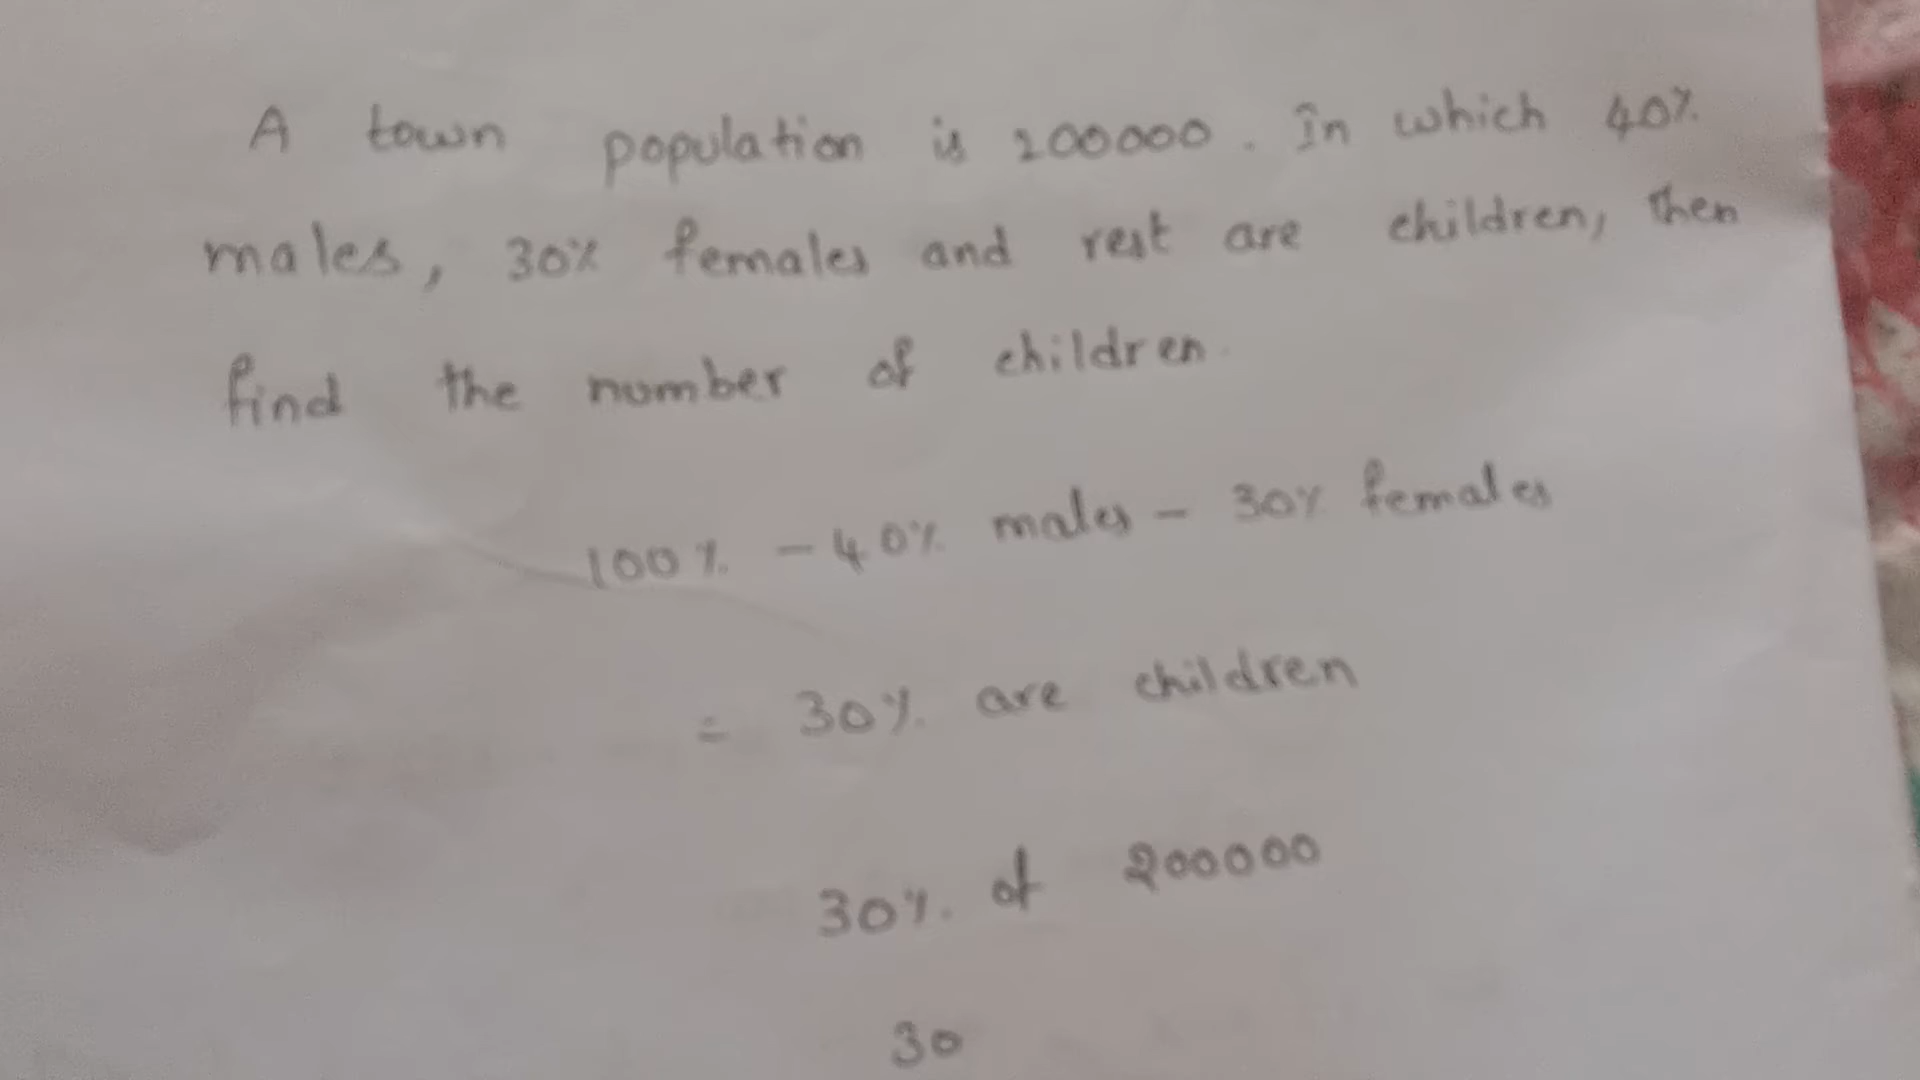 A town population is 200000. In which 40%
males, 30% females and rest are children, then
find the number of children.
100% - 40% males - 30% females
= 30% are children
30% of 200000
30